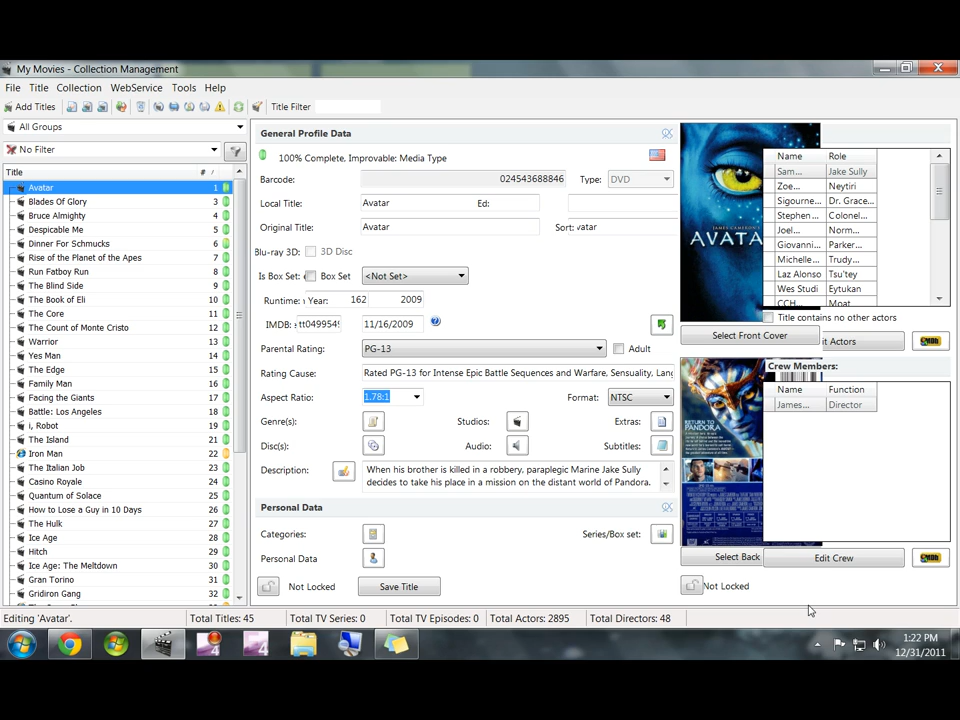 My Movies - Collection Management
File Title Collection WebService Tools Help
Add Titles Title Filter
All Groups
No Filter
Title # /
Avatar 1
Blades Of Glory 3
Bruce Almighty 4
Despicable Me 5
Dinner For Schmucks 6
Rise of the Planet of the Apes 7
Run Fatboy Run 8
The Blind Side 9
The Book of Eli 10
The Core 11
The Count of Monte Cristo 12
Warrior 13
Yes Man 14
The Edge 15
Family Man 16
Facing the Giants 17
Battle: Los Angeles 18
i, Robot 19
The Island 21
Iron Man 22
The Italian Job 23
Casino Royale 24
Quantum of Solace 25
How to Lose a Guy in 10 Days 26
The Hulk 27
Ice Age 28
Hitch 29
Ice Age: The Meltdown 30
Gran Torino 31
Gridiron Gang 32
General Profile Data
100% Complete, Improvable: Media Type
Barcode: 024543688846 Type: DVD
Local Title: Avatar Ed:
Original Title: Avatar Sort: vatar
Blu-ray 3D: 3D Disc
Is Box Set: Box Set <Not Set>
Runtime: Year: 162 2009
IMDB: tt0499549 11/16/2009
Parental Rating: PG-13 Adult
Rating Cause: Rated PG-13 for Intense Epic Battle Sequences and Warfare, Sensuality, Lang
Aspect Ratio: 1.78:1 Format: NTSC
Genre(s): Studios: Extras:
Disc(s): Audio: Subtitles:
Description: When his brother is killed in a robbery, paraplegic Marine Jake Sully
decides to take his place in a mission on the distant world of Pandora.
Personal Data
Categories: Series/Box set:
Personal Data
Not Locked Save Title
JAMES CAMERON'S
AVATA
Name Role
Sam... Jake Sully
Zoe... Neytiri
Sigourne... Dr. Grace...
Stephen ... Colonel...
Joel... Norm...
Giovanni... Parker...
Michelle... Trudy...
Laz Alonso Tsu'tey
Wes Studi Eytukan
CCH... Moat
Title contains no other actors
Select Front Cover
it Actors IMDb
Crew Members:
RETURN TO
PANDORA
Name Function
James... Director
Select Back Edit Crew IMDb
Not Locked
Editing 'Avatar'. Total Titles: 45 Total TV Series: 0 Total TV Episodes: 0 Total Actors: 2895 Total Directors: 48
4 4
1:22 PM
12/31/2011